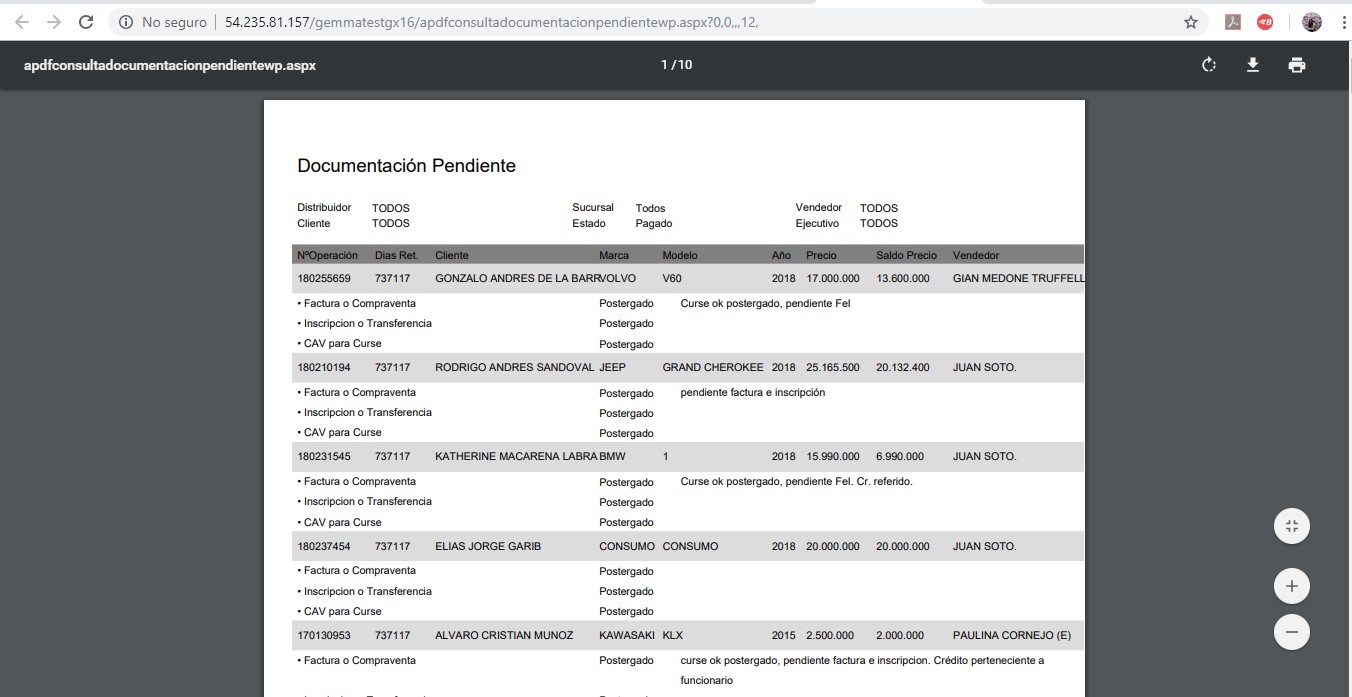 No seguro | 54.235.81.157/gemmatestgx16/apdfconsultadocumentacionpendientewp.aspx?0,0,,,12,
apdfconsultadocumentacionpendientewp.aspx 1 / 10
Documentación Pendiente
Distribuidor TODOS Sucursal Todos Vendedor TODOS
Cliente TODOS Estado Pagado Ejecutivo TODOS
NºOperación Dias Ret. Cliente Marca Modelo Año Precio Saldo Precio Vendedor
180255659 737117 GONZALO ANDRES DE LA BARR VOLVO V60 2018 17.000.000 13.600.000 GIAN MEDONE TRUFFELL
• Factura o Compraventa Postergado Curse ok postergado, pendiente Fel
• Inscripcion o Transferencia Postergado
• CAV para Curse Postergado
180210194 737117 RODRIGO ANDRES SANDOVAL JEEP GRAND CHEROKEE 2018 25.165.500 20.132.400 JUAN SOTO.
• Factura o Compraventa Postergado pendiente factura e inscripción
• Inscripcion o Transferencia Postergado
• CAV para Curse Postergado
180231545 737117 KATHERINE MACARENA LABRA BMW 1 2018 15.990.000 6.990.000 JUAN SOTO.
• Factura o Compraventa Postergado Curse ok postergado, pendiente Fel. Cr. referido.
• Inscripcion o Transferencia Postergado
• CAV para Curse Postergado
180237454 737117 ELIAS JORGE GARIB CONSUMO CONSUMO 2018 20.000.000 20.000.000 JUAN SOTO.
• Factura o Compraventa Postergado
• Inscripcion o Transferencia Postergado
• CAV para Curse Postergado
170130953 737117 ALVARO CRISTIAN MUNOZ KAWASAKI KLX 2015 2.500.000 2.000.000 PAULINA CORNEJO (E)
• Factura o Compraventa Postergado curse ok postergado, pendiente factura e inscripcion. Crédito perteneciente a
funcionario